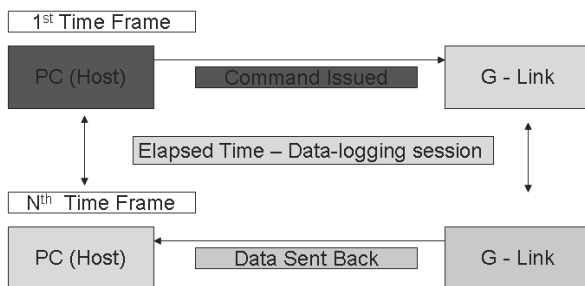 1st Time Frame
PC (Host)
Command Issued
G - Link
Elapsed Time – Data-logging session
Nth Time Frame
PC (Host)
Data Sent Back
G - Link